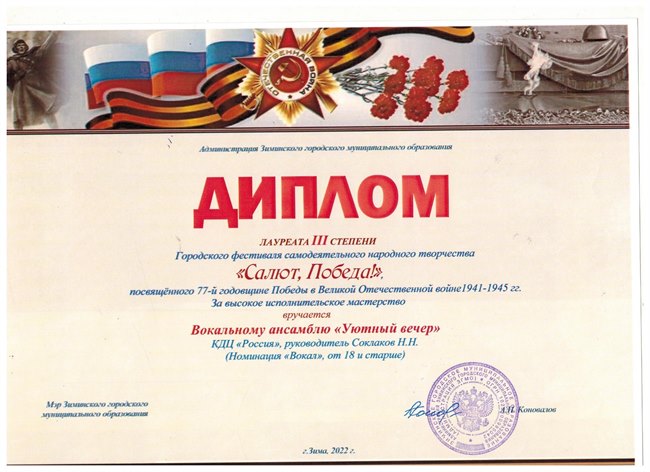 ОТЕЧЕСТВЕННАЯ ВОЙНА
Администрация Зиминского городского муниципального образования
ДИПЛОМ
ЛАУРЕАТА III СТЕПЕНИ
Городского фестиваля самодеятельного народного творчества
«Салют, Победа!»,
посвящённого 77-й годовщине Победы в Великой Отечественной войне1941-1945 гг.
За высокое исполнительское мастерство
вручается
Вокальному ансамблю «Уютный вечер»
КДЦ «Россия», руководитель Соклаков Н.Н.
(Номинация «Вокал», от 18 и старше)
Мэр Зиминского городского
муниципального образования
А.Н. Коновалов
г.Зима, 2022 г.